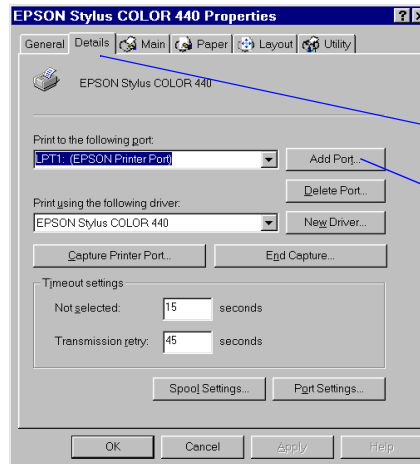 EPSON Stylus COLOR 440 Properties
General Details Main Paper Layout Utility
EPSON Stylus COLOR 440
Print to the following port:
LPT1: (EPSON Printer Port) Add Port...
Delete Port...
Print using the following driver:
EPSON Stylus COLOR 440 New Driver...
Capture Printer Port... End Capture...
Timeout settings
Not selected: 15 seconds
Transmission retry: 45 seconds
Spool Settings... Port Settings...
OK Cancel Apply Help